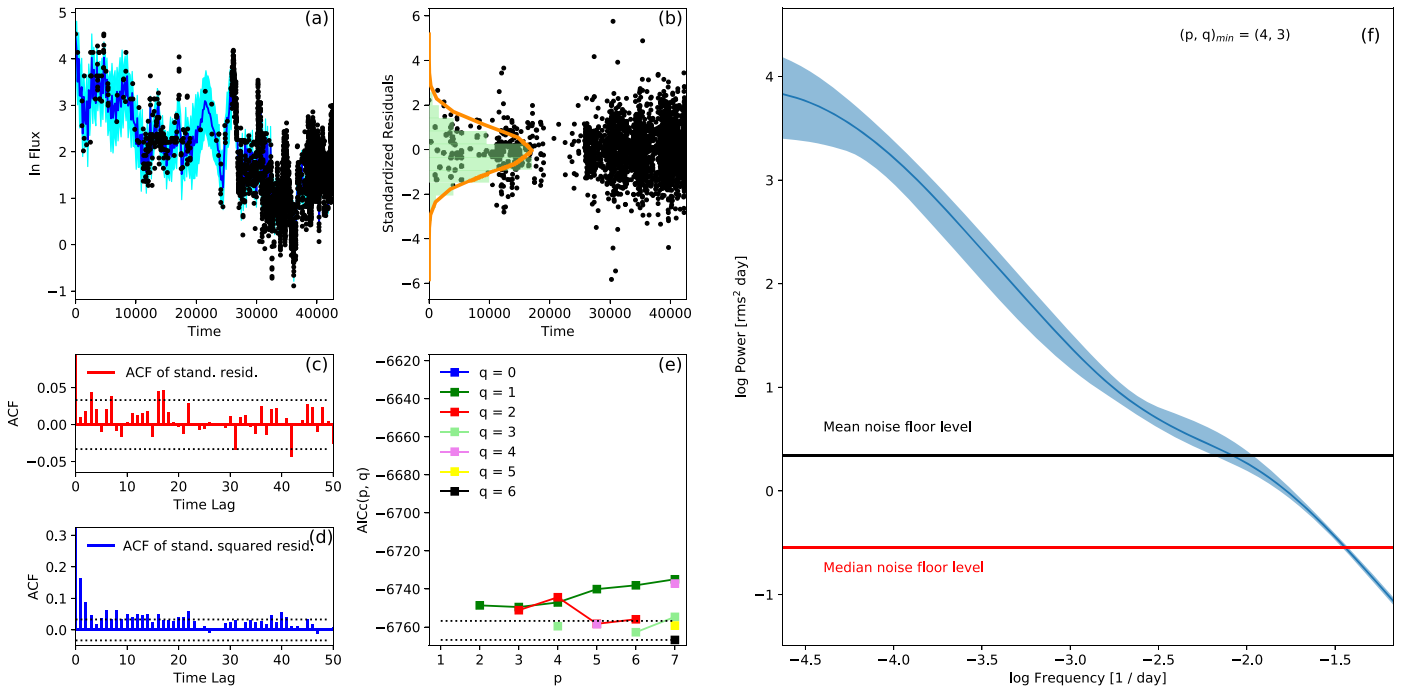 (a)
5
4
3
2
1
0
−1
ln Flux
0 10000 20000 30000 40000
Time
(b)
6
4
2
0
−2
−4
−6
Standardized Residuals
0 10000 20000 30000 40000
Time
(c)
ACF of stand. resid.
0.05
0.00
−0.05
ACF
0 10 20 30 40 50
Time Lag
(d)
ACF of stand. squared resid.
0.3
0.2
0.1
0.0
ACF
0 10 20 30 40 50
Time Lag
(e)
−6620
−6640
−6660
−6680
−6700
−6720
−6740
−6760
AICc(p, q)
q = 0
q = 1
q = 2
q = 3
q = 4
q = 5
q = 6
1 2 3 4 5 6 7
p
(p, q)min = (4, 3)
(f)
4
3
2
1
0
−1
log Power [rms² day]
Mean noise floor level
Median noise floor level
−4.5 −4.0 −3.5 −3.0 −2.5 −2.0 −1.5
log Frequency [1 / day]